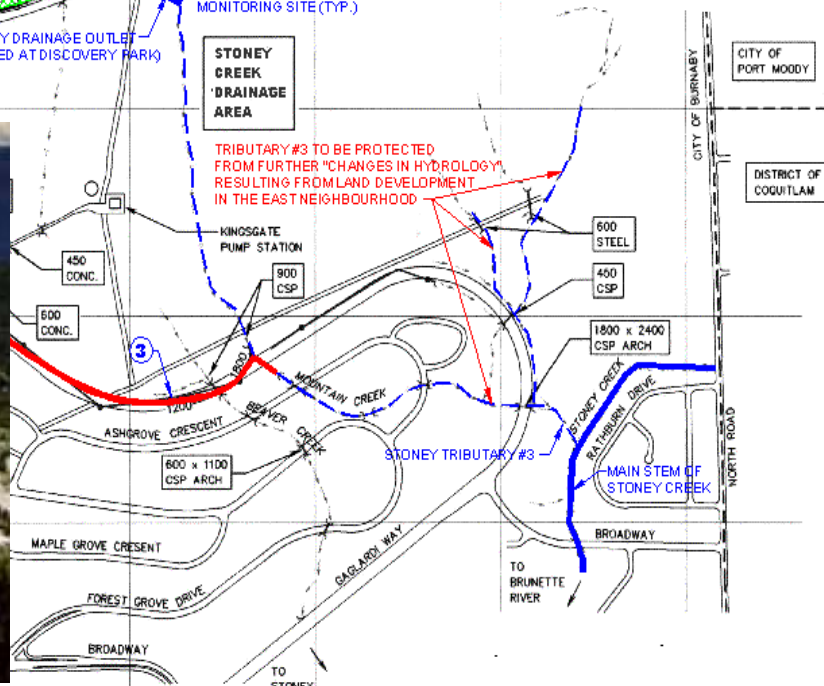 MONITORING SITE (TYP.)
Y DRAINAGE OUTLET
ED AT DISCOVERY PARK)
STONEY
CREEK
DRAINAGE
AREA
CITY OF BURNABY
CITY OF
PORT MOODY
DISTRICT OF
COQUITLAM
TRIBUTARY #3 TO BE PROTECTED
FROM FURTHER "CHANGES IN HYDROLOGY"
RESULTING FROM LAND DEVELOPMENT
IN THE EAST NEIGHBOURHOOD
KINGSGATE
PUMP STATION
600
STEEL
450
CONC.
900
CSP
460
CSP
600
CONC.
1800 x 2400
CSP ARCH
3
1800
1200
MOUNTAIN CREEK
BEAVER CREEK
ASHGROVE CRESCENT
STONEY CREEK
RATHBURN DRIVE
NORTH ROAD
600 x 1100
CSP ARCH
STONEY TRIBUTARY #3
MAIN STEM OF
STONEY CREEK
MAPLE GROVE CRESENT
GAGLARDI WAY
BROADWAY
TO
BRUNETTE
RIVER
FOREST GROVE DRIVE
BROADWAY
TO